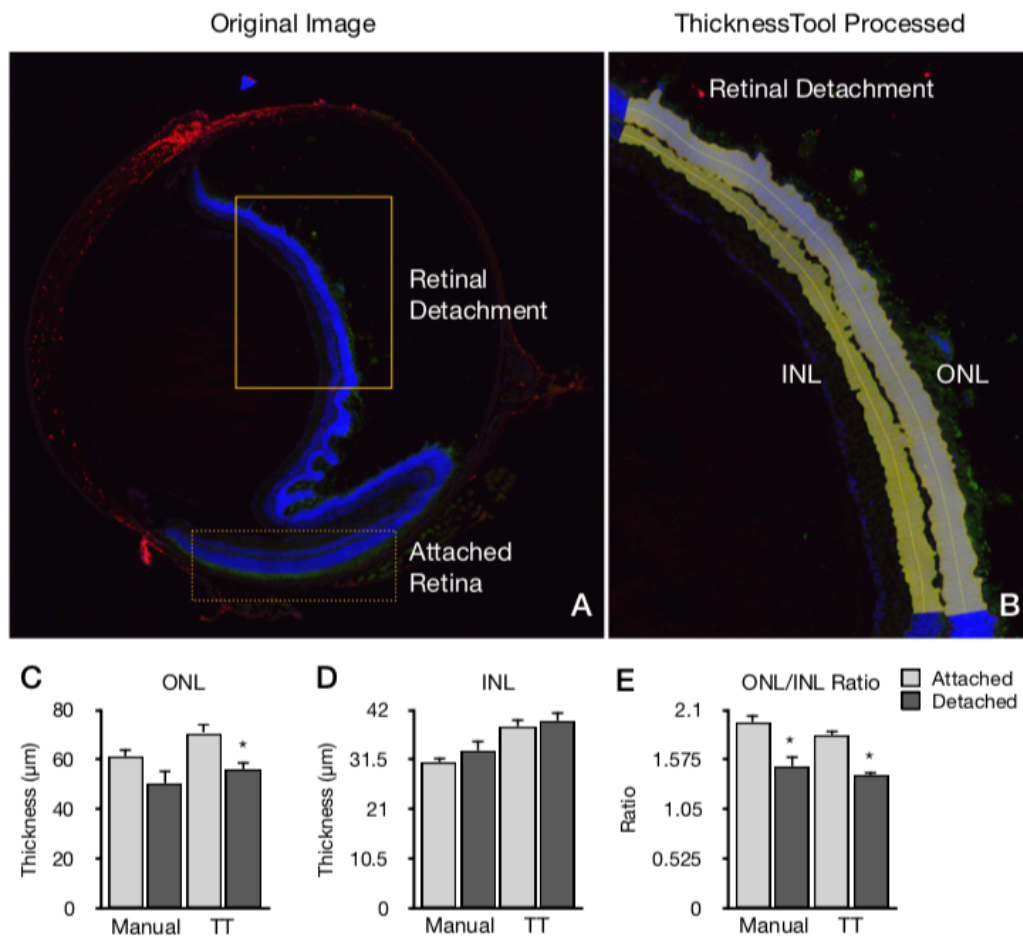 Original Image
ThicknessTool Processed
Retinal Detachment
Retinal
Detachment
INL
ONL
Attached
Retina
A
B
C
ONL
D
INL
E
ONL/INL Ratio
Attached
Detached
80
60
40
20
0
Thickness (µm)
*
Manual
TT
42
31.5
21
10.5
0
Thickness (µm)
Manual
TT
2.1
1.575
1.05
0.525
0
Ratio
*
*
Manual
TT